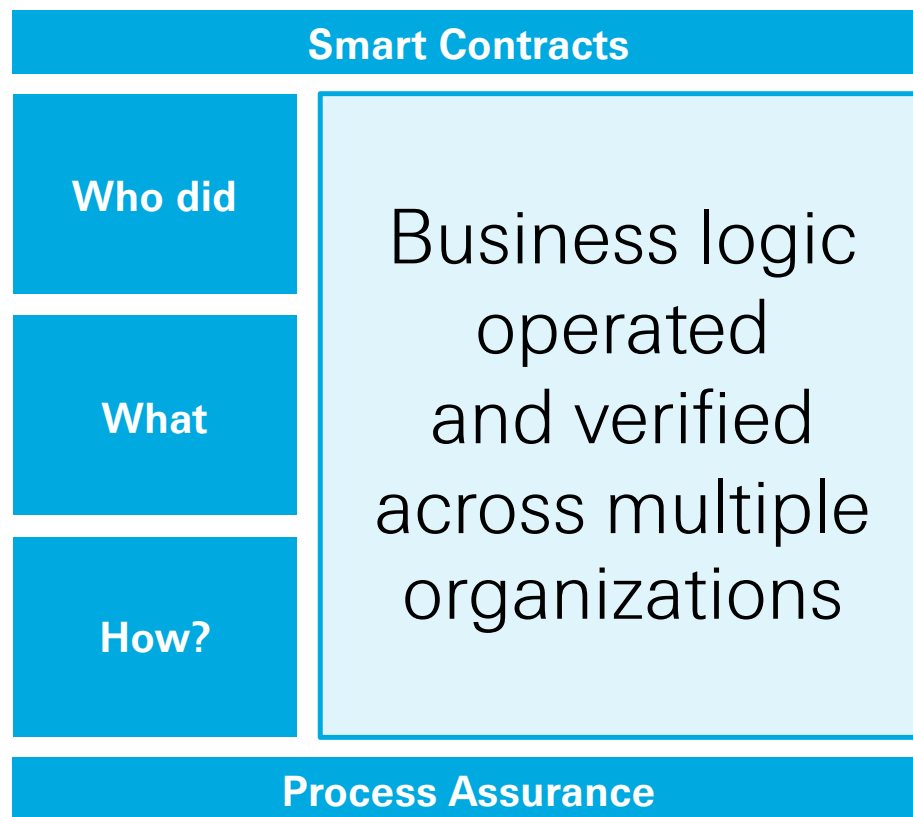 Smart Contracts
Who did
What
How?
Business logic
operated
and verified
across multiple
organizations
Process Assurance